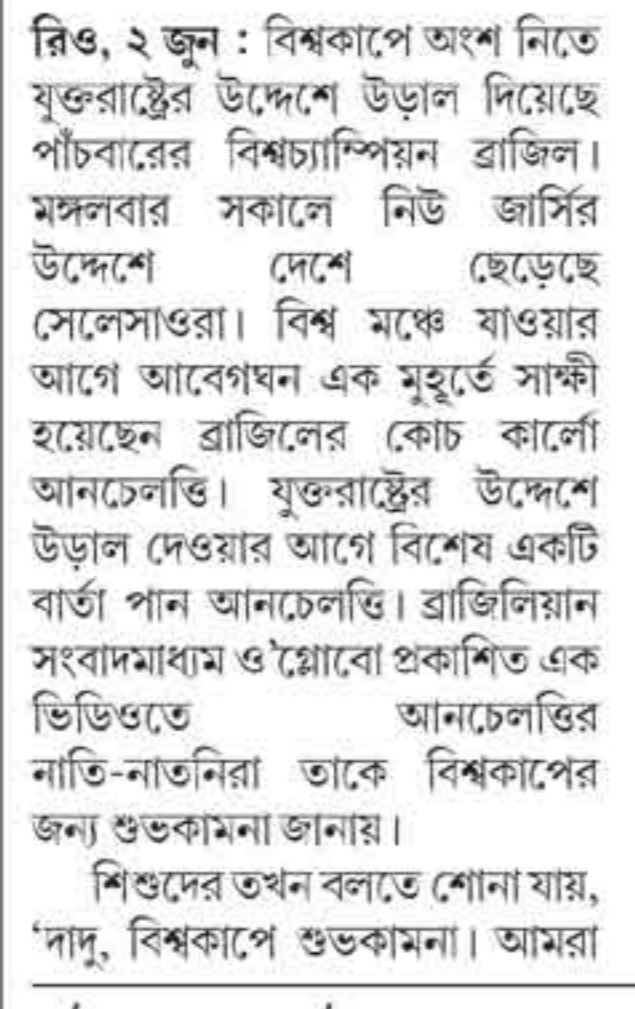 রিও, ২ জুন : বিশ্বকাপে অংশ নিতে
যুক্তরাষ্ট্রের উদ্দেশে উড়াল দিয়েছে
পাঁচবারের বিশ্বচ্যাম্পিয়ন ব্রাজিল।
মঙ্গলবার সকালে নিউ জার্সির
উদ্দেশে দেশে ছেড়েছে
সেলেসাওরা। বিশ্ব মঞ্চে যাওয়ার
আগে আবেগঘন এক মুহূর্তে সাক্ষী
হয়েছেন ব্রাজিলের কোচ কার্লো
আনচেলত্তি। যুক্তরাষ্ট্রের উদ্দেশে
উড়াল দেওয়ার আগে বিশেষ একটি
বার্তা পান আনচেলত্তি। ব্রাজিলিয়ান
সংবাদমাধ্যম ও'গ্লোবো প্রকাশিত এক
ভিডিওতে আনচেলত্তির
নাতি-নাতনিরা তাকে বিশ্বকাপের
জন্য শুভকামনা জানায়।
শিশুদের তখন বলতে শোনা যায়,
‘দাদু, বিশ্বকাপে শুভকামনা। আমরা